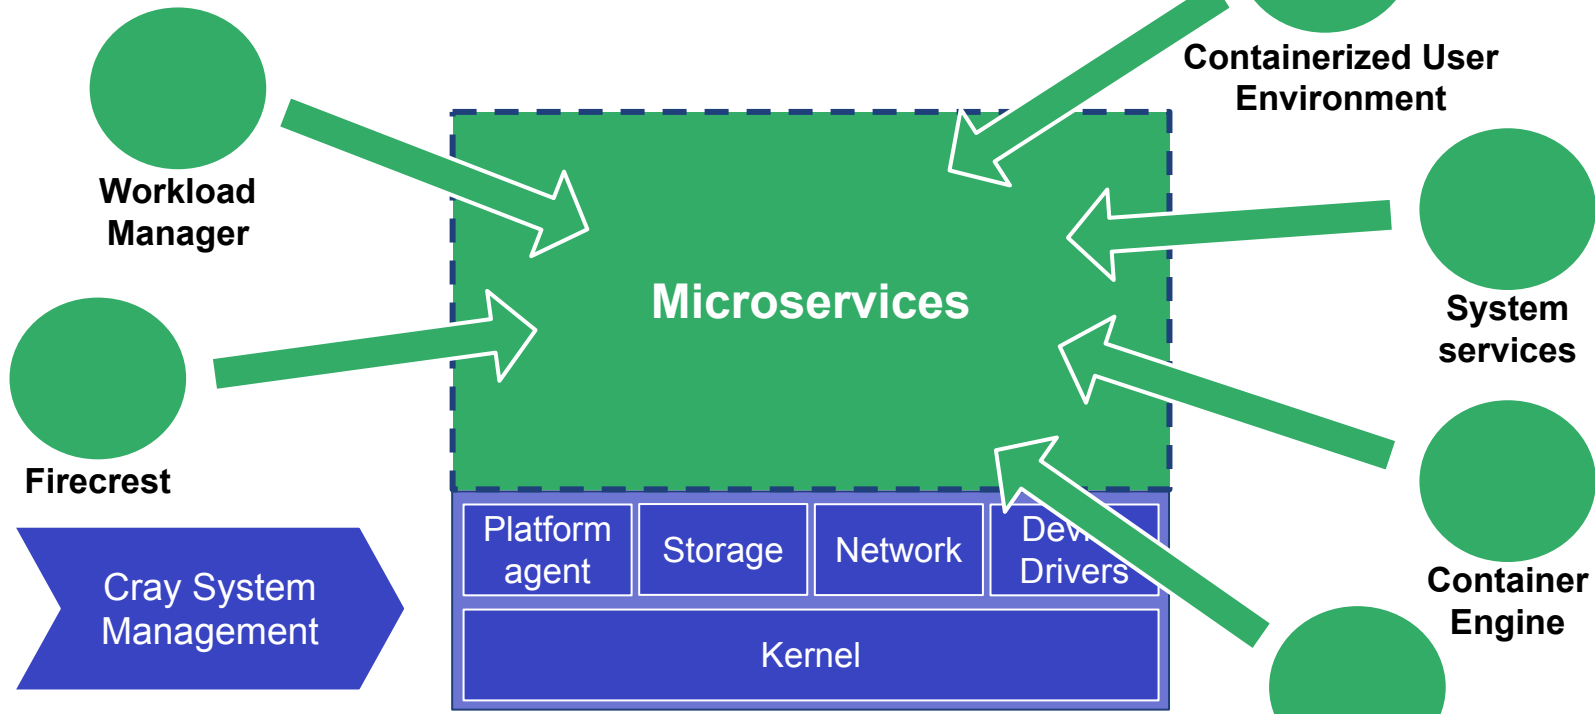 Containerized User
Environment
Workload
Manager
Microservices
System
services
Firecrest
Platform
agent
Storage
Network
Drivers
Cray System
Management
Kernel
Container
Engine